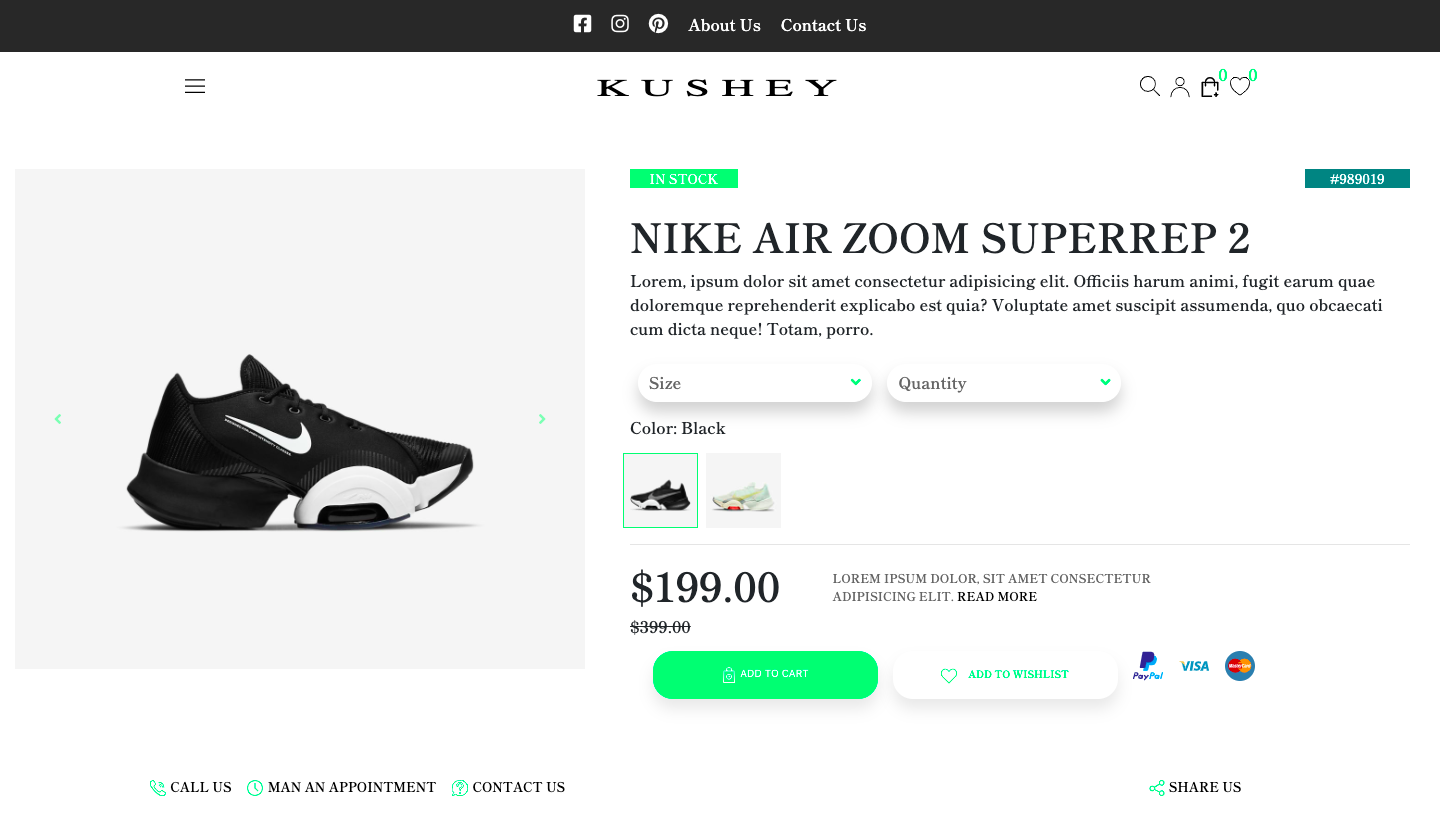 About Us Contact Us
KUSHEY
0 0
IN STOCK
#989019
NIKE AIR ZOOM SUPERREP 2
Lorem, ipsum dolor sit amet consectetur adipisicing elit. Officiis harum animi, fugit earum quae
doloremque reprehenderit explicabo est quia? Voluptate amet suscipit assumenda, quo obcaecati
cum dicta neque! Totam, porro.
Size
Quantity
Color: Black
$199.00
LOREM IPSUM DOLOR, SIT AMET CONSECTETUR
ADIPISICING ELIT. READ MORE
$399.00
ADD TO CART
ADD TO WISHLIST
PayPal
VISA
MasterCard
CALL US
MAN AN APPOINTMENT
CONTACT US
SHARE US